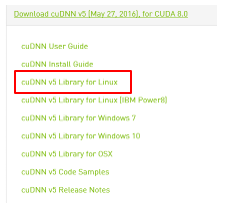 Download cuDNN v5 (May 27, 2016), for CUDA 8.0
cuDNN User Guide
cuDNN Install Guide
cuDNN v5 Library for Linux
cuDNN v5 Library for Linux (IBM Power8)
cuDNN v5 Library for Windows 7
cuDNN v5 Library for Windows 10
cuDNN v5 Library for OSX
cuDNN v5 Code Samples
cuDNN v5 Release Notes